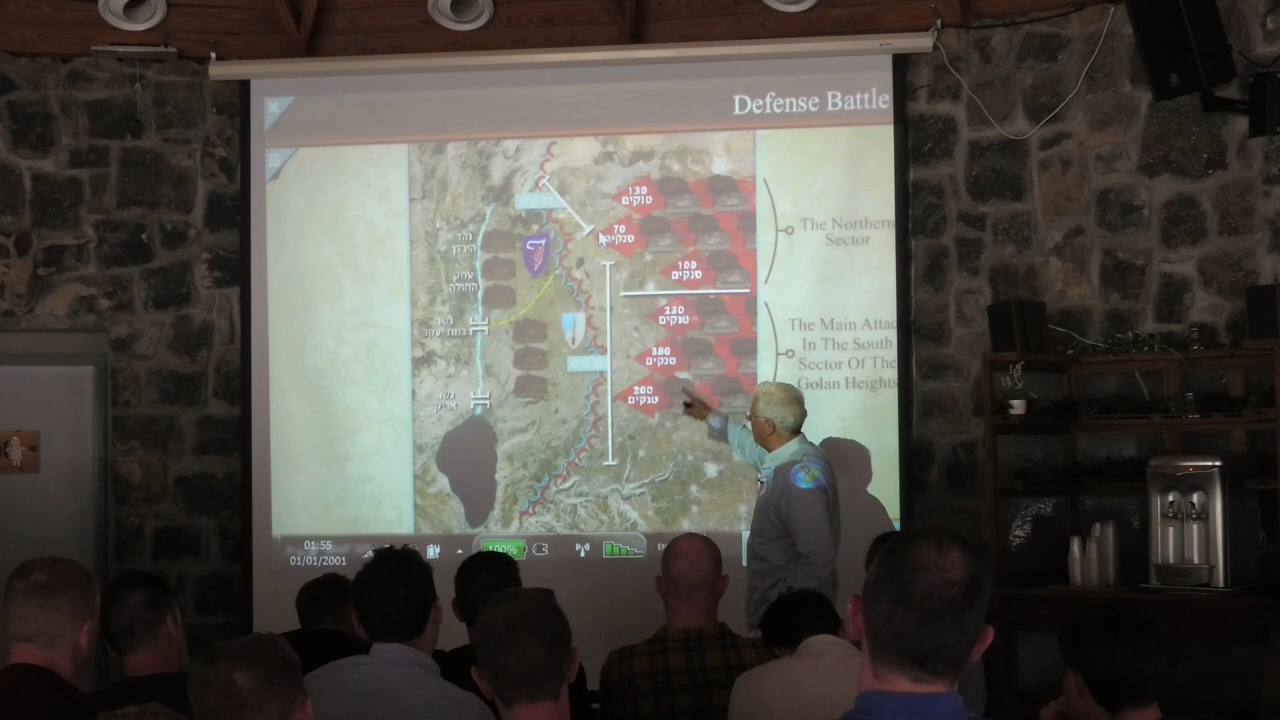 Defense Battle
130
טנקים
70
טנקים
100
טנקים
The Northern
Sector
נהר
הירדן
עמק
החולה
230
טנקים
גשר
בנות יעקב
The Main Attac
In The South
Sector Of The
Golan Heights
380
טנקים
200
טנקים
גשר
אריק
01:55
01/01/2001
100%